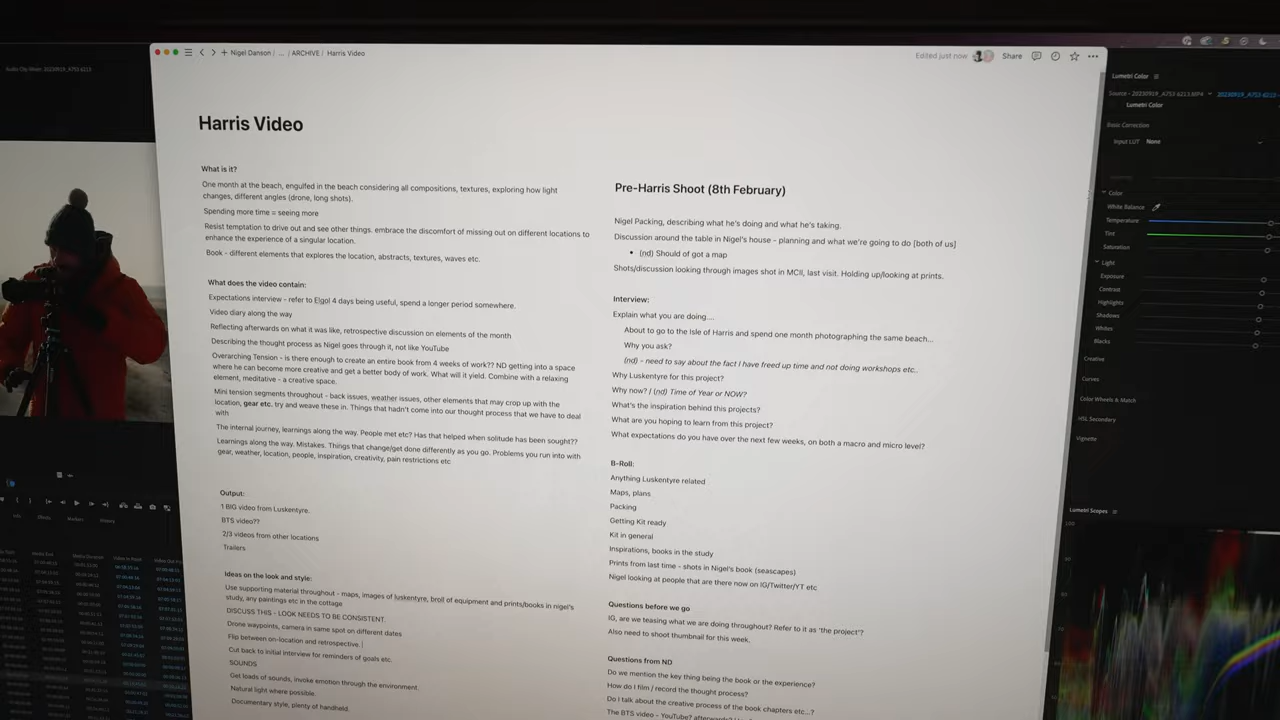 Nigel Danson / ... / ARCHIVE / Harris Video
Edited just now
Share
Harris Video
What is it?
One month at the beach, engulfed in the beach considering all compositions, textures, exploring how light
changes, different angles (drone, long shots).
Spending more time = seeing more
Resist temptation to drive out and see other things. embrace the discomfort of missing out on different locations to
enhance the experience of a singular location.
Book - different elements that explores the location, abstracts, textures, waves etc.
What does the video contain:
Expectations interview - refer to Elgol 4 days being useful, spend a longer period somewhere.
Video diary along the way
Reflecting afterwards on what it was like, retrospective discussion on elements of the month
Describing the thought process as Nigel goes through it, not like YouTube
Overarching Tension - is there enough to create an entire book from 4 weeks of work?? ND getting into a space
where he can become more creative and get a better body of work. What will it yield. Combine with a relaxing
element, meditative - a creative space.
Mini tension segments throughout - back issues, weather issues, other elements that may crop up with the
location, gear etc. try and weave these in. Things that hadn't come into our thought process that we have to deal
with
The internal journey, learnings along the way. People met etc? Has that helped when solitude has been sought??
Learnings along the way. Mistakes. Things that change/get done differently as you go. Problems you run into with
gear, weather, location, people, inspiration, creativity, pain restrictions etc
Output:
1 BIG video from Luskentyre.
BTS video??
2/3 videos from other locations
Trailers
Ideas on the look and style:
Use supporting material throughout - maps, images of luskentyre, broll of equipment and prints/books in nigel's
study, any paintings etc in the cottage
DISCUSS THIS - LOOK NEEDS TO BE CONSISTENT.
Drone waypoints, camera in same spot on different dates
Flip between on-location and retrospective.
Cut back to initial interview for reminders of goals etc.
SOUNDS
Get loads of sounds, invoke emotion through the environment.
Natural light where possible.
Documentary style, plenty of handheld.
Pre-Harris Shoot (8th February)
Nigel Packing, describing what he's doing and what he's taking.
Discussion around the table in Nigel's house - planning and what we're going to do [both of us]
• (nd) Should of got a map
Shots/discussion looking through images shot in MCII, last visit. Holding up/looking at prints.
Interview:
Explain what you are doing....
About to go to the Isle of Harris and spend one month photographing the same beach...
Why you ask?
(nd) - need to say about the fact I have freed up time and not doing workshops etc..
Why Luskentyre for this project?
Why now? / (nd) Time of Year or NOW?
What's the inspiration behind this projects?
What are you hoping to learn from this project?
What expectations do you have over the next few weeks, on both a macro and micro level?
B-Roll:
Anything Luskentyre related
Maps, plans
Packing
Getting Kit ready
Kit in general
Inspirations, books in the study
Prints from last time - shots in Nigel's book (seascapes)
Nigel looking at people that are there now on IG/Twitter/YT etc
Questions before we go
IG, are we teasing what we are doing throughout? Refer to it as 'the project'?
Also need to shoot thumbnail for this week.
Questions from ND
Do we mention the key thing being the book or the experience?
How do i film / record the thought process?
Do I talk about the creative process of the book chapters etc...?
The BTS video - YouTube?
Lumetri Color
Lumetri Color
Basic Correction
Input LUT None
Color
White Balance
Temperature
Tint
Saturation
Light
Exposure
Contrast
Highlights
Shadows
Whites
Blacks
Creative
Curves
Color Wheels & Match
HSL Secondary
Vignette
Lumetri Scopes